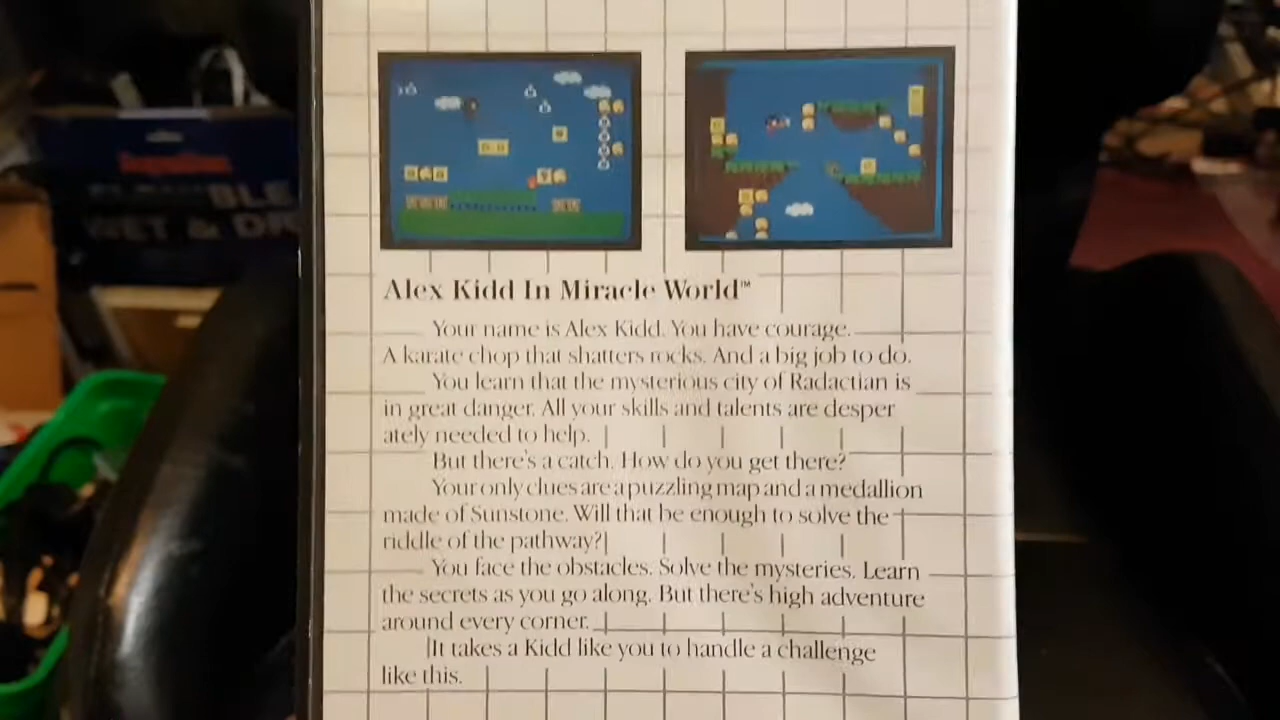 Alex Kidd In Miracle World™
Your name is Alex Kidd. You have courage.
A karate chop that shatters rocks. And a big job to do.
You learn that the mysterious city of Radactian is
in great danger. All your skills and talents are desper
ately needed to help.
But there's a catch. How do you get there?
Your only clues are a puzzling map and a medallion
made of Sunstone. Will that be enough to solve the
riddle of the pathway?
You face the obstacles. Solve the mysteries. Learn
the secrets as you go along. But there's high adventure
around every corner.
It takes a Kidd like you to handle a challenge
like this.
BLE
WET & DR